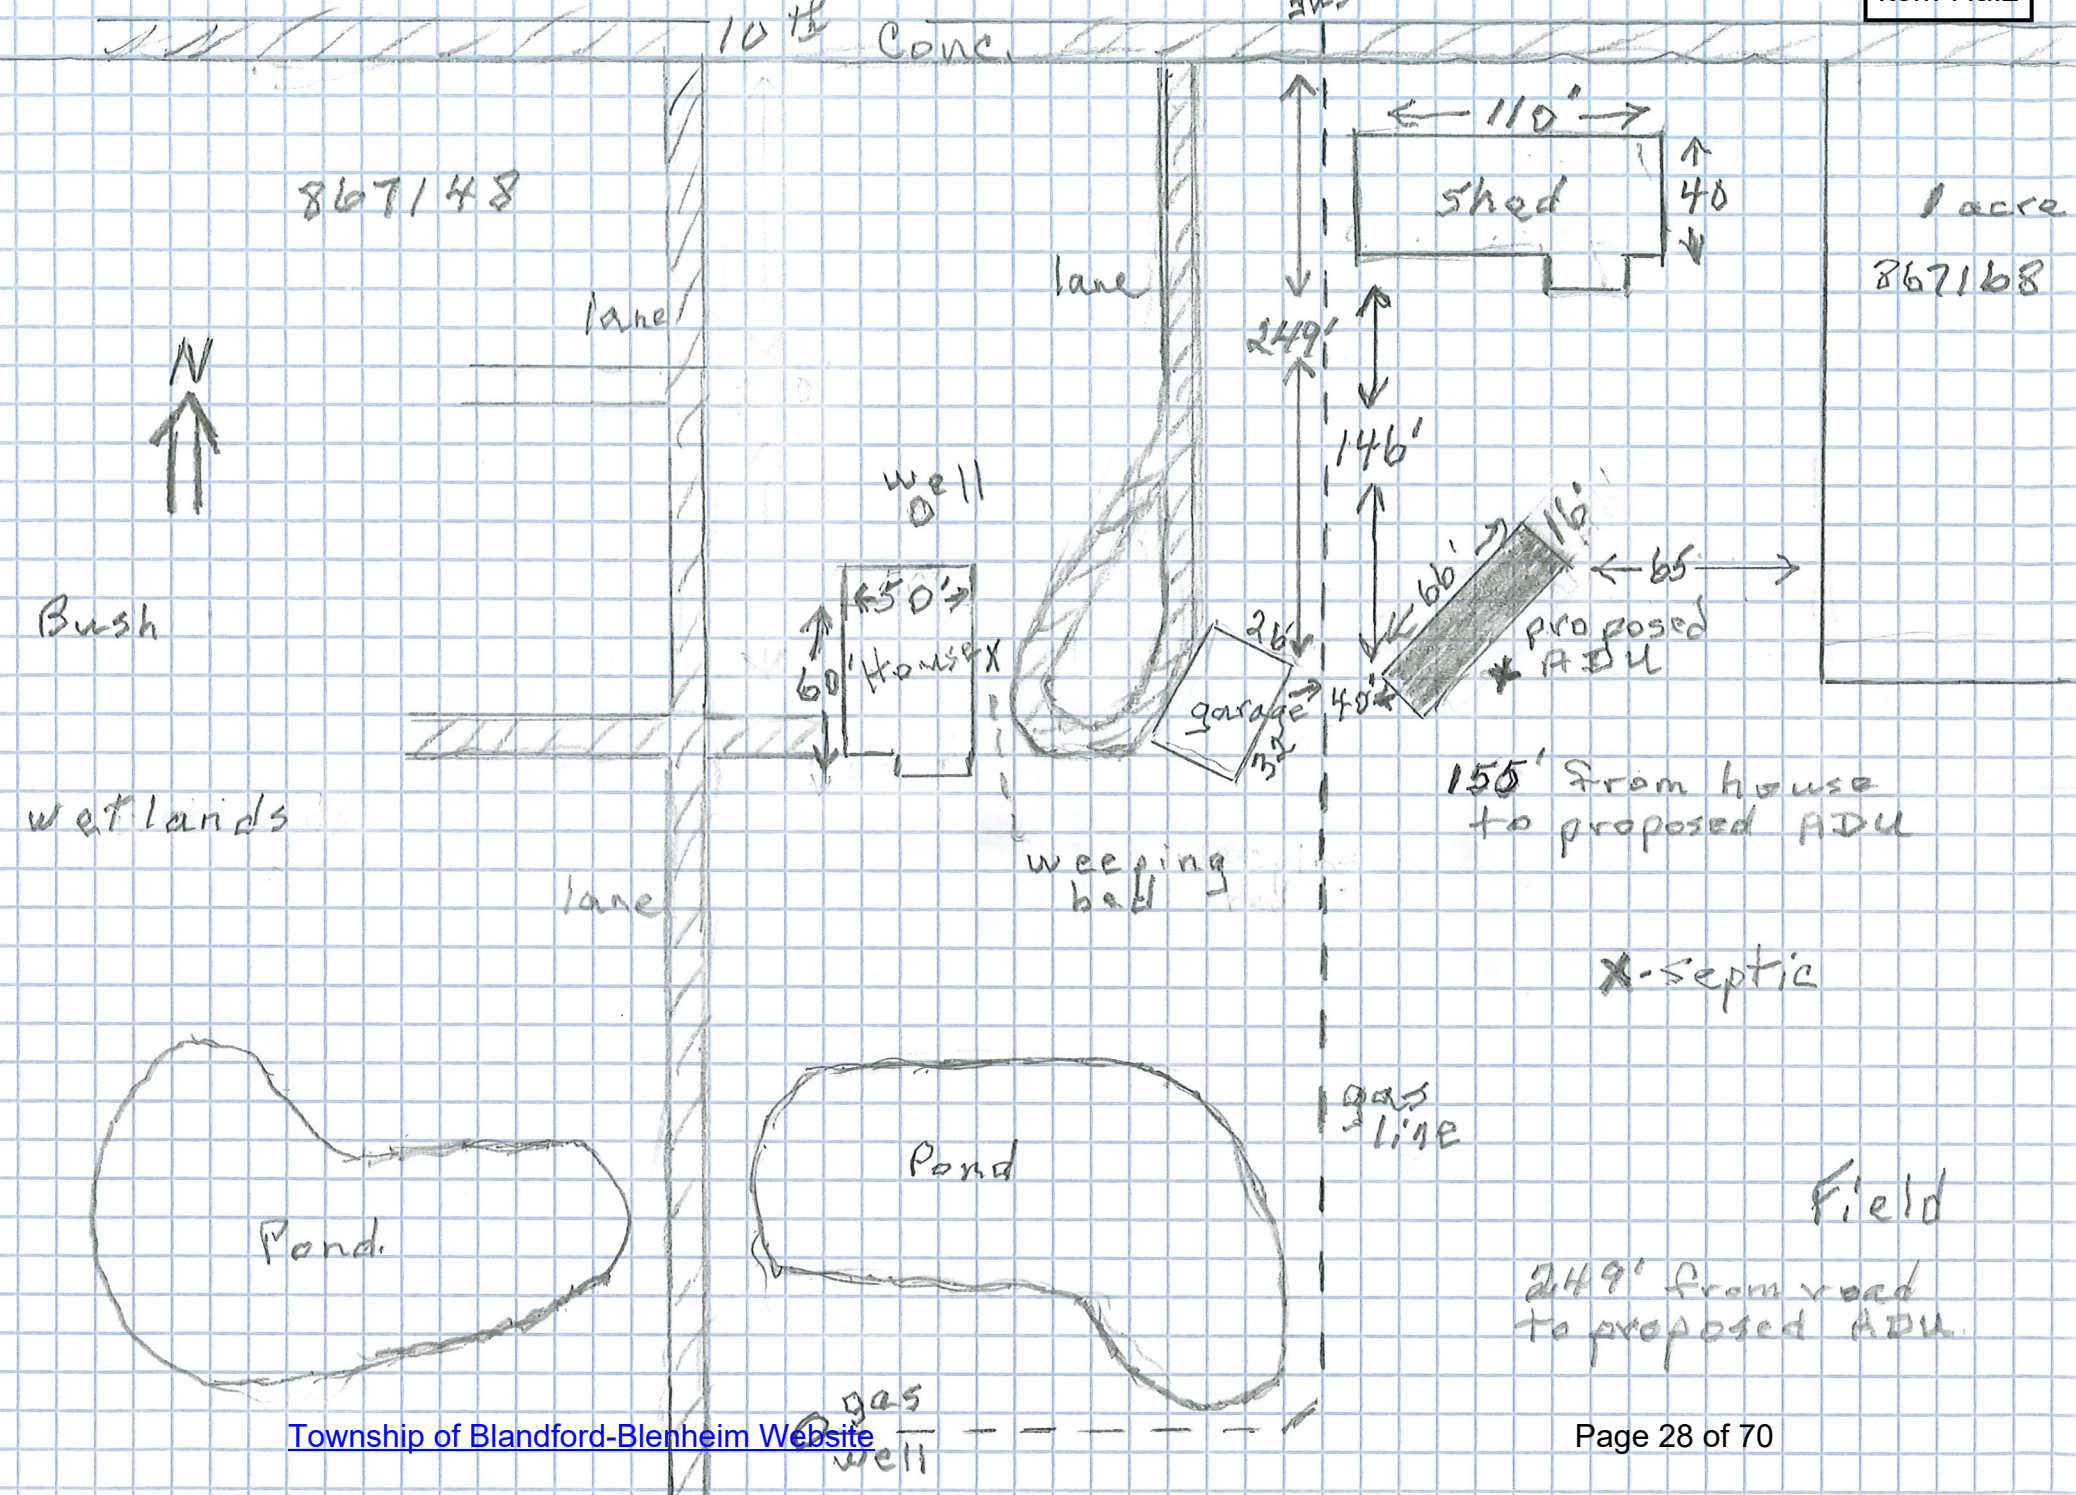 10th Conc.
110'
shed
40
1 acre
867168
867148
lane
lane
249'
N
146'
well
16'
66'
65
50'
60'
House X
Bush
26'
garage
32
40'
proposed
* ADU
155' from house
to proposed ADU
wetlands
weeping
bed
lane
X-septic
gas
line
Pond
Pond.
Field
249' from road
to proposed ADU
gas
well
Township of Blandford-Blenheim Website
Page 28 of 70